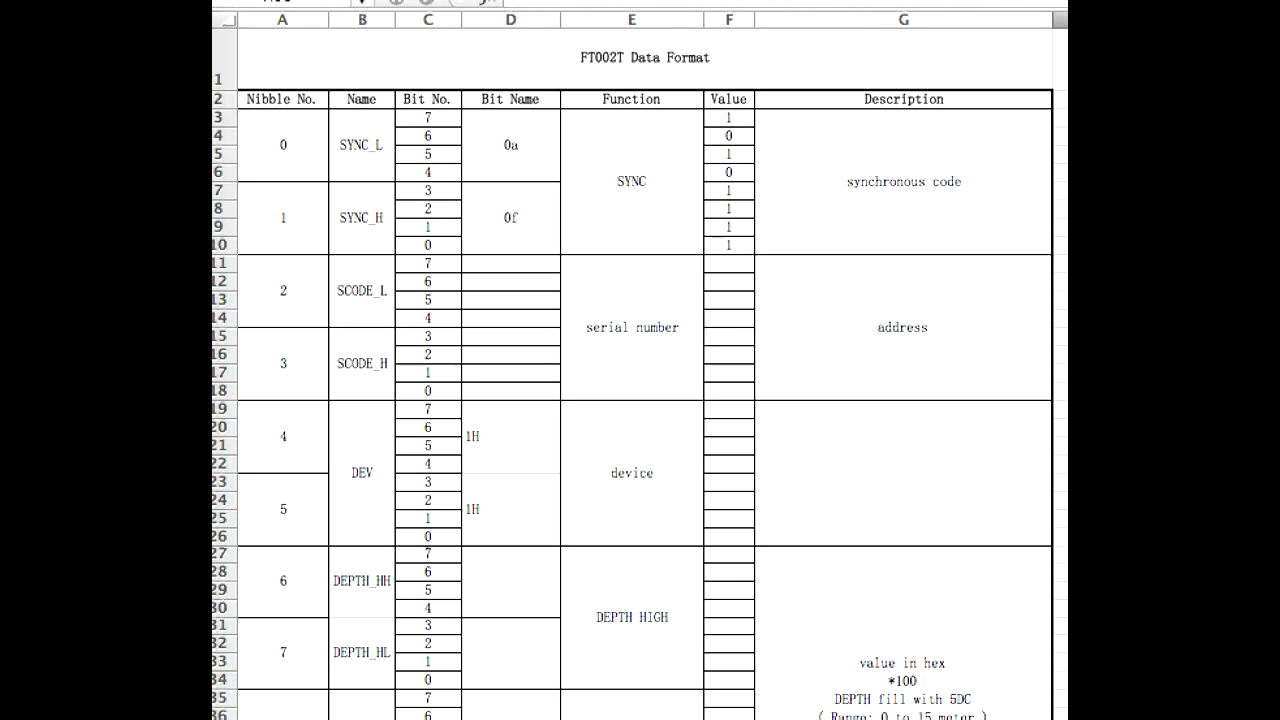 A B C D E F G
FT002T Data Format
1
2 Nibble No. Name Bit No. Bit Name Function Value Description
3 7 1
4 6 0
0 SYNC_L 0a
5 5 1
6 4 0
SYNC synchronous code
7 3 1
8 2 1
1 SYNC_H 0f
9 1 1
10 0 1
11 7
12 6
2 SCODE_L
13 5
14 4
serial number address
15 3
16 2
3 SCODE_H
17 1
18 0
19 7
20 6
4 1H
21 5
22 4
DEV device
23 3
24 2
5 1H
25 1
26 0
27 7
28 6
6 DEPTH_HH
29 5
30 4
DEPTH HIGH
31 3
32 2
7 DEPTH_HL
33 1
value in hex
34 0
*100
35 7
DEPTH fill with 5DC
36 6
( Range: 0 to 15 meter )